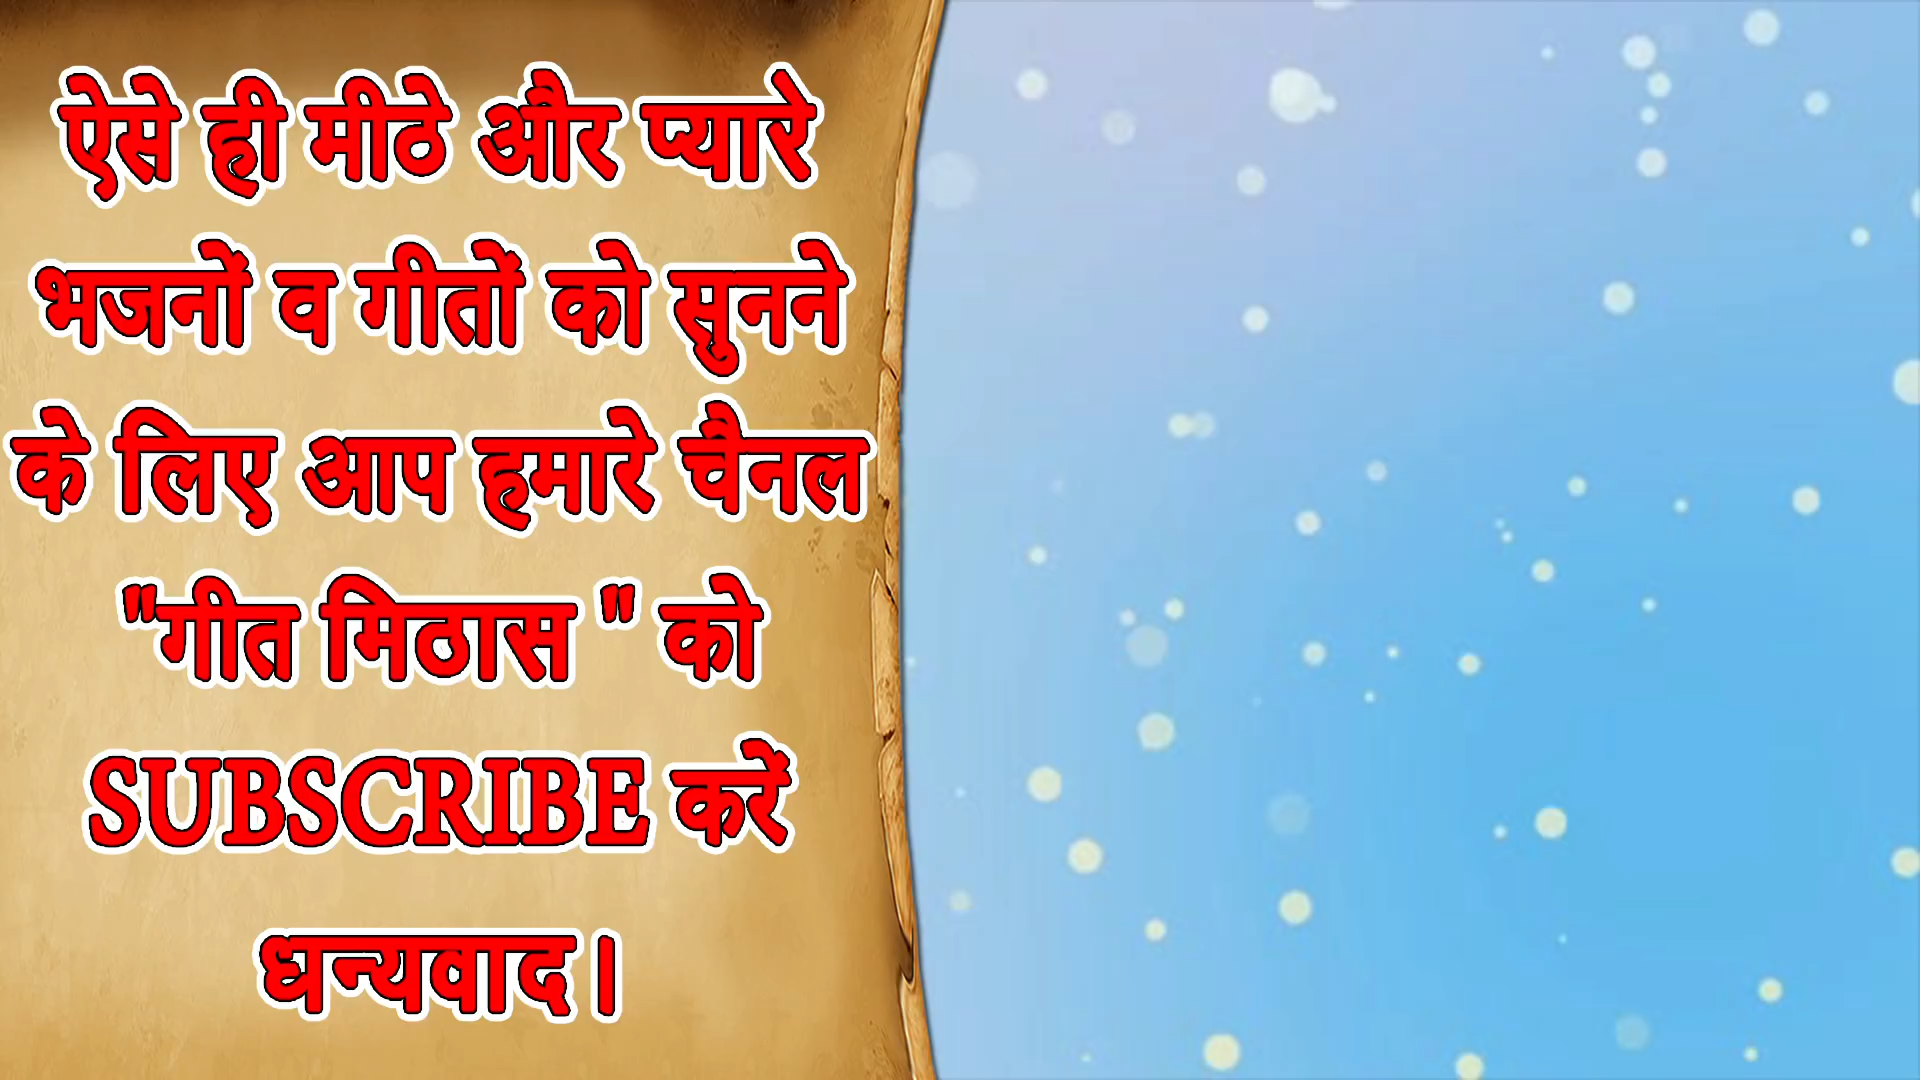 ऐसे ही मीठे और प्यारे
भजनों व गीतों को सुनने
के लिए आप हमारे चैनल
"गीत मिठास " को
SUBSCRIBE करें
धन्यवाद।